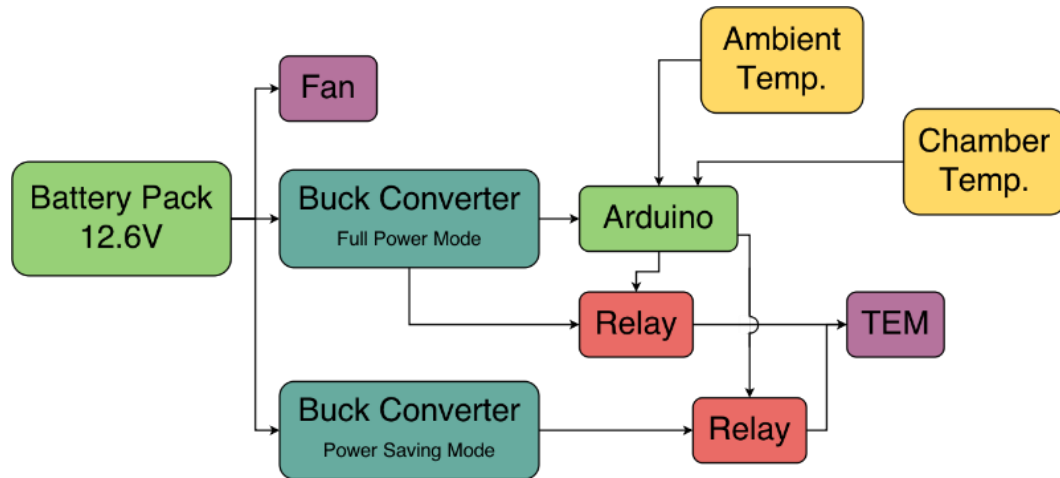 Ambient
Temp.
Fan
Chamber
Temp.
Battery Pack
12.6V
Buck Converter
Full Power Mode
Arduino
Relay
TEM
Buck Converter
Power Saving Mode
Relay